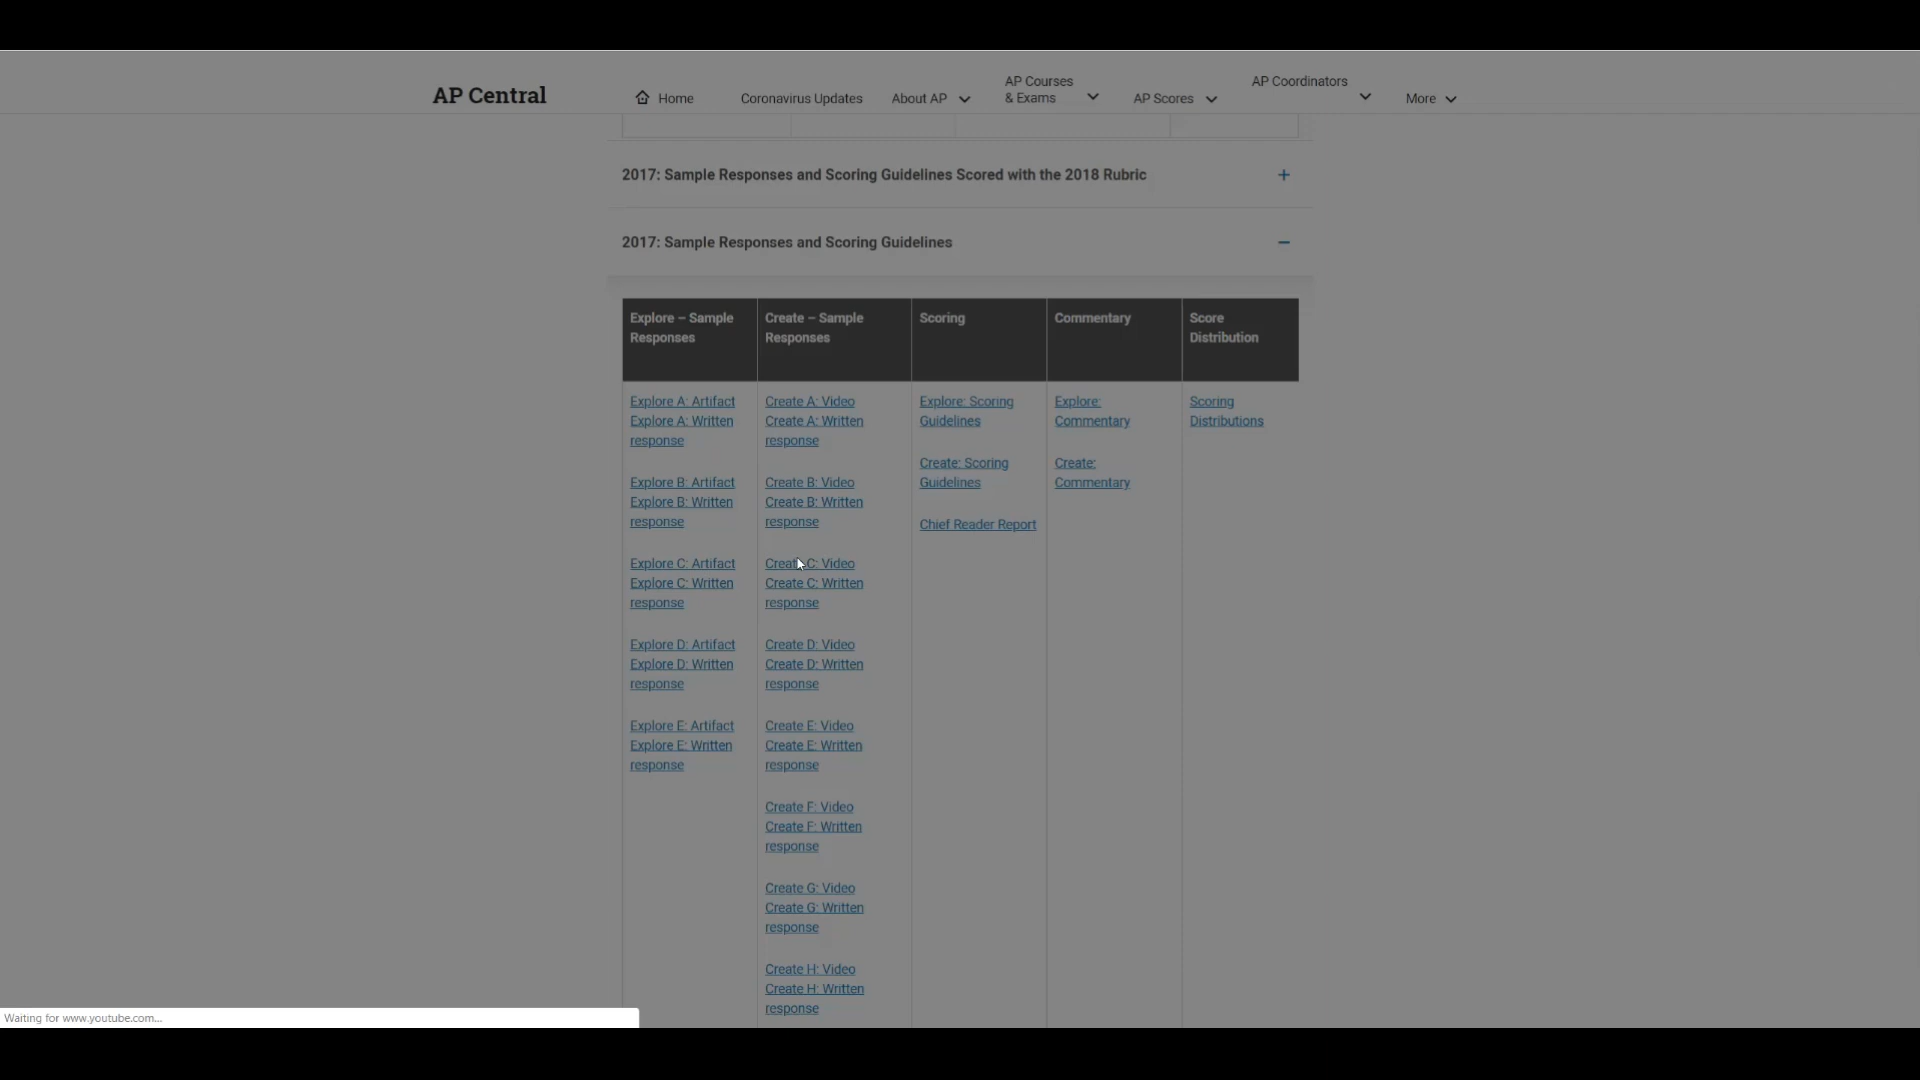 AP Central
Home
Coronavirus Updates
About AP
AP Courses
& Exams
AP Scores
AP Coordinators
More
2017: Sample Responses and Scoring Guidelines Scored with the 2018 Rubric
+
2017: Sample Responses and Scoring Guidelines
−
Explore – Sample
Responses
Create – Sample
Responses
Scoring
Commentary
Score
Distribution
Explore A: Artifact
Explore A: Written
response
Explore B: Artifact
Explore B: Written
response
Explore C: Artifact
Explore C: Written
response
Explore D: Artifact
Explore D: Written
response
Explore E: Artifact
Explore E: Written
response
Create A: Video
Create A: Written
response
Create B: Video
Create B: Written
response
Create C: Video
Create C: Written
response
Create D: Video
Create D: Written
response
Create E: Video
Create E: Written
response
Create F: Video
Create F: Written
response
Create G: Video
Create G: Written
response
Create H: Video
Create H: Written
response
Explore: Scoring
Guidelines
Create: Scoring
Guidelines
Chief Reader Report
Explore:
Commentary
Create:
Commentary
Scoring
Distributions
Waiting for www.youtube.com...